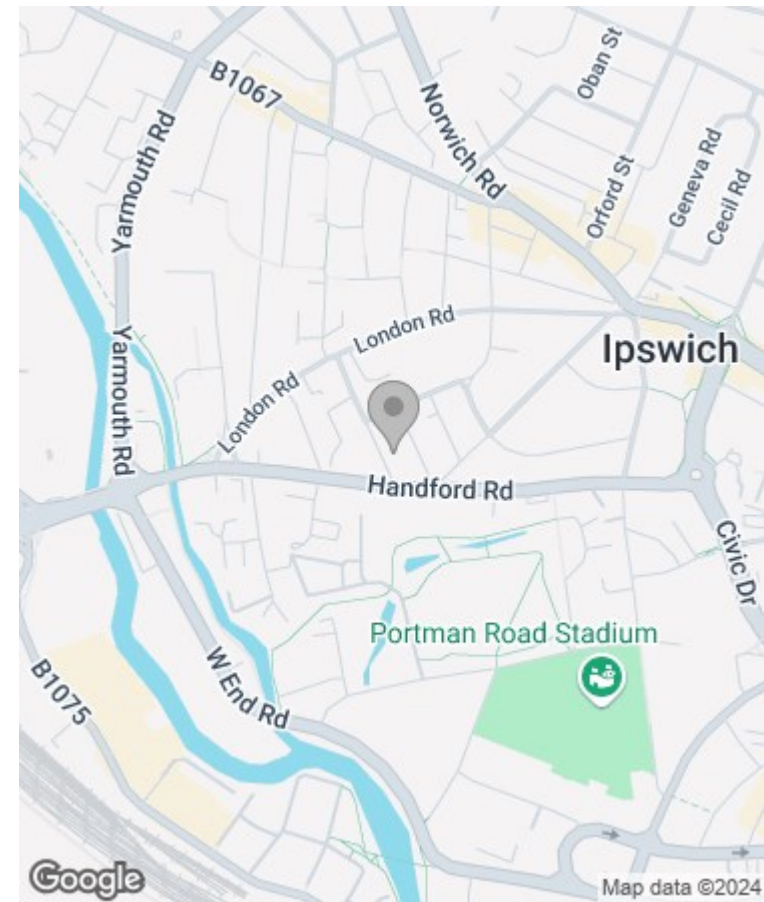 Oban St
B1067
Norwich Rd
Geneva Rd
Yarmouth Rd
Orford St
Cecil Rd
London Rd
Ipswich
Yarmouth Rd
London Rd
Handford Rd
Civic Dr
Portman Road Stadium
W End Rd
B1075
Google
Map data ©2024